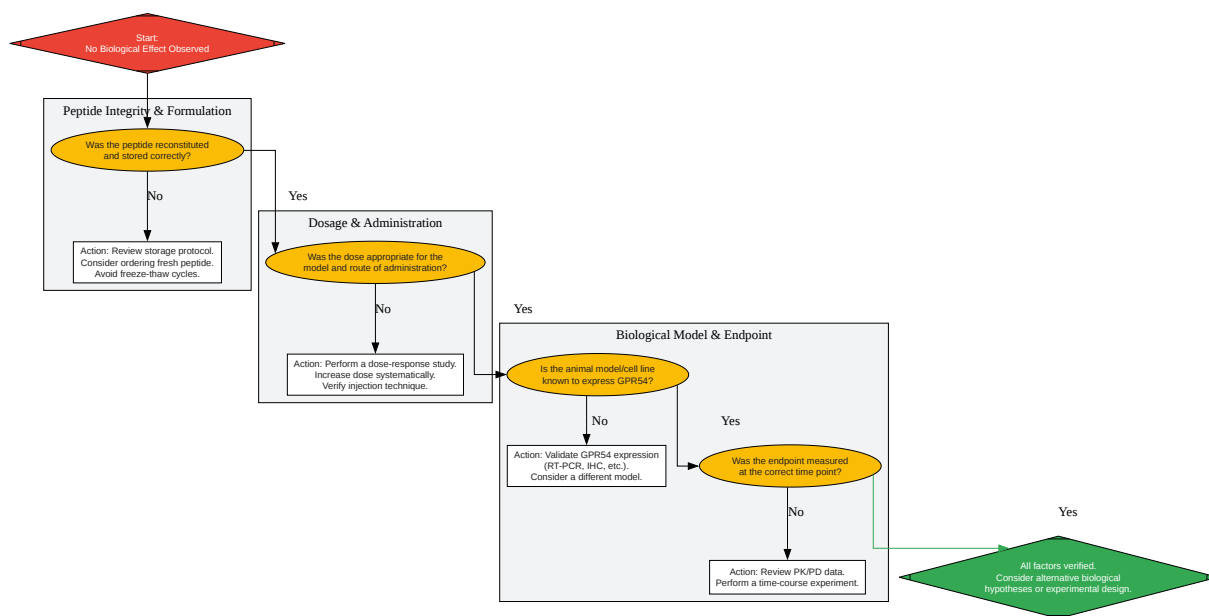 Start:
No Biological Effect Observed
Peptide Integrity & Formulation
Was the peptide reconstituted
and stored correctly?
No
Yes
Action: Review storage protocol.
Consider ordering fresh peptide.
Avoid freeze-thaw cycles.
Dosage & Administration
Was the dose appropriate for the
model and route of administration?
No
Yes
Action: Perform a dose-response study.
Increase dose systematically.
Verify injection technique.
Biological Model & Endpoint
Is the animal model/cell line
known to express GPR54?
No
Yes
Action: Validate GPR54 expression
(RT-PCR, IHC, etc.).
Consider a different model.
Was the endpoint measured
at the correct time point?
No
Yes
Action: Review PK/PD data.
Perform a time-course experiment.
All factors verified.
Consider alternative biological
hypotheses or experimental design.